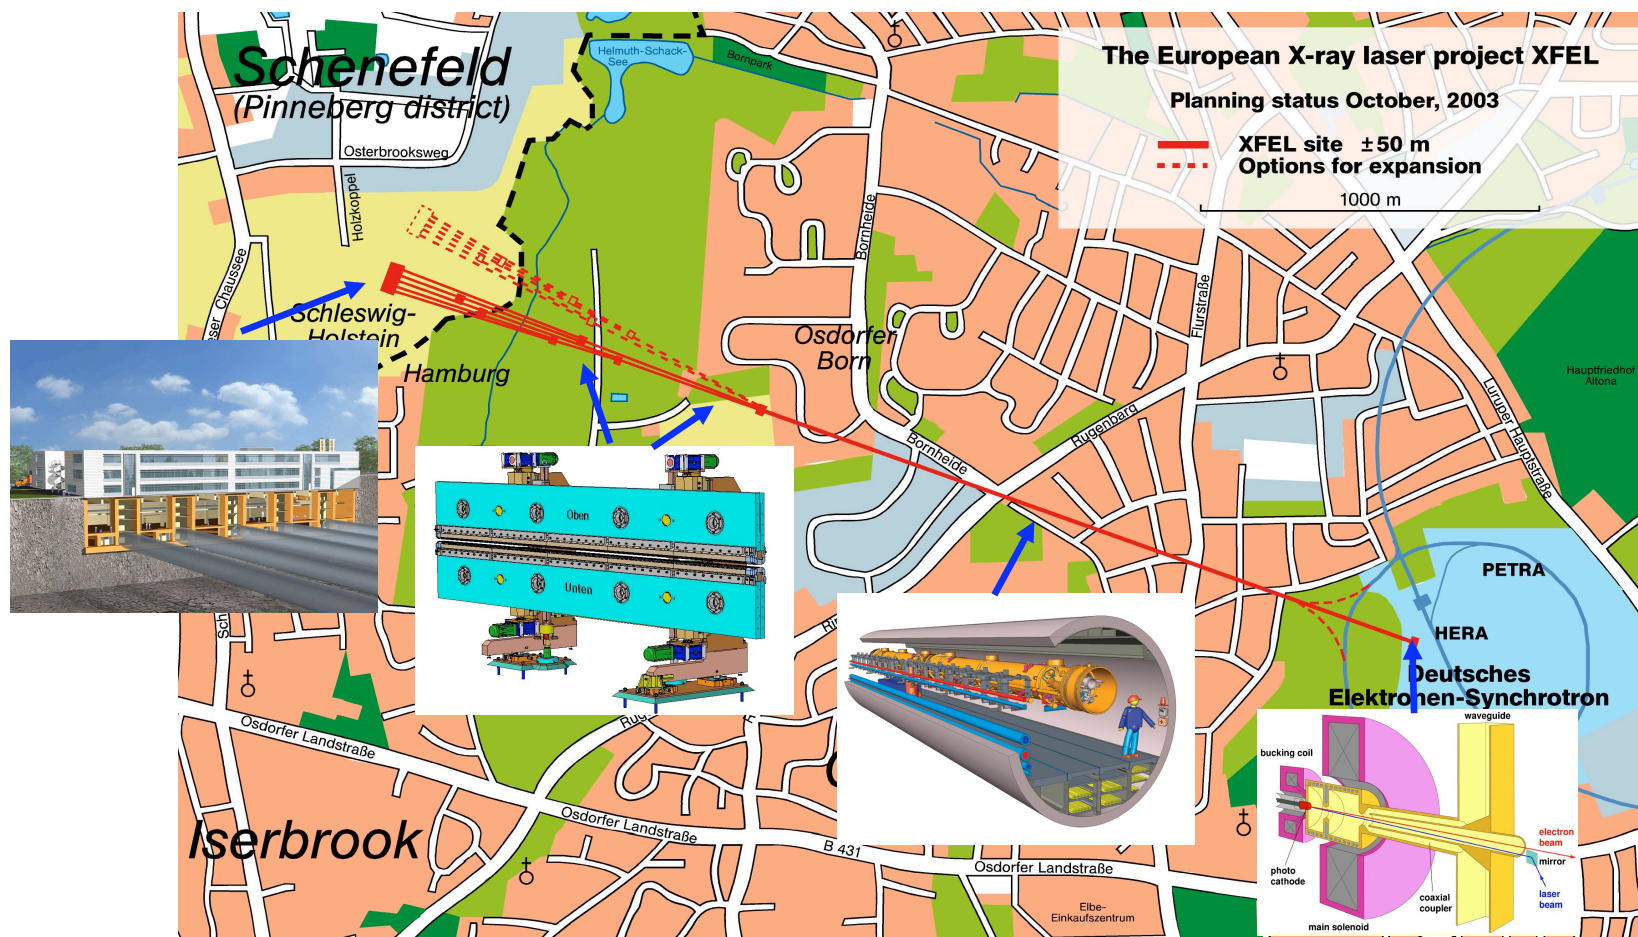 Schenefeld
(Pinneberg district)
Helmuth-Schack-
See
Bornpark
The European X-ray laser project XFEL
Planning status October, 2003
XFEL site ±50 m
Options for expansion
1000 m
Osterbrooksweg
Holzkoppel
Chaussee
Bornheide
Flurstraße
Schleswig-
Holstein
Hamburg
Osdorfer
Born
Hauptfriedhof
Altona
Luruper Hauptstraße
Rugenbarg
Bornheide
PETRA
HERA
Deutsches
Elektronen-Synchrotron
Oben
Unten
Osdorfer Landstraße
Iserbrook
Osdorfer Landstraße
B 431
Osdorfer Landstraße
Elbe-
Einkaufszentrum
waveguide
bucking coil
electron
beam
mirror
photo
cathode
laser
beam
coaxial
coupler
main solenoid